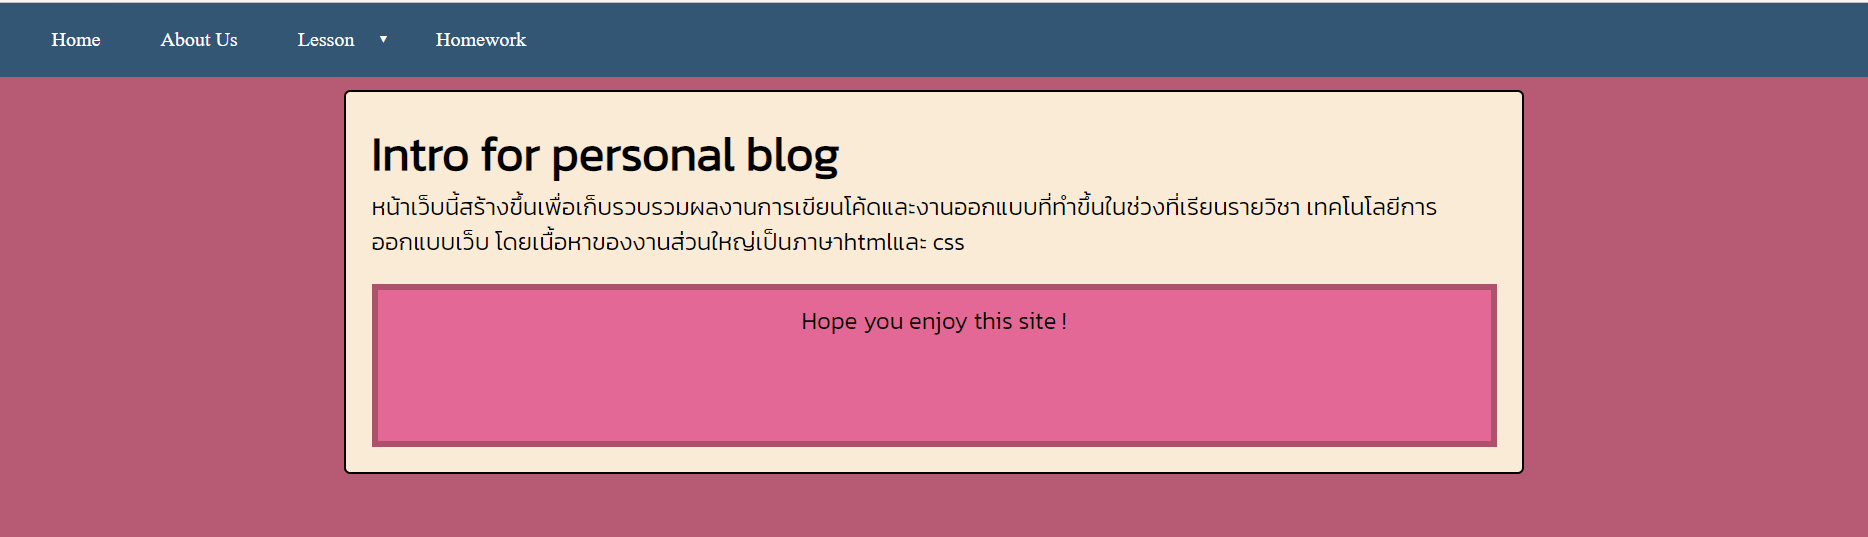 Home About Us Lesson ▼ Homework
Intro for personal blog
หน้าเว็บนี้สร้างขึ้นเพื่อเก็บรวบรวมผลงานการเขียนโค้ดและงานออกแบบที่ทำขึ้นในช่วงที่เรียนรายวิชา เทคโนโลยีการ
ออกแบบเว็บ โดยเนื้อหาของงานส่วนใหญ่เป็นภาษาhtmlและ css
Hope you enjoy this site !